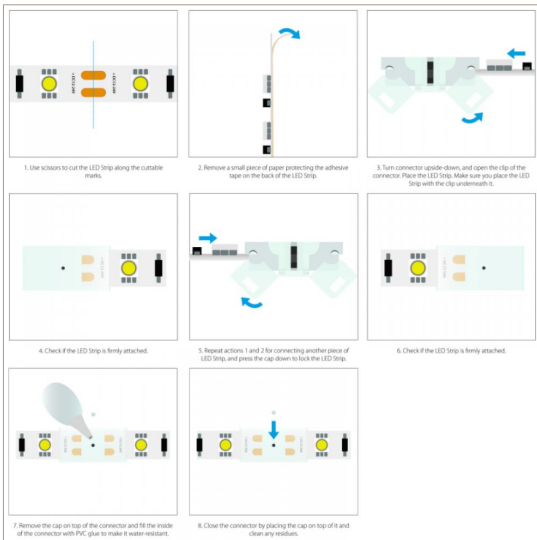 1. Use scissors to cut the LED Strip along the cuttable
marks.
2. Remove a small piece of paper protecting the adhesive
tape on the back of the LED Strip.
3. Turn connector upside-down, and open the clip of the
connector. Place the LED Strip. Make sure you place the LED
Strip with the clip underneath it.
4. Check if the LED Strip is firmly attached.
5. Repeat actions 1 and 2 for connecting another piece of
LED Strip, and press the cap down to lock the LED Strip.
6. Check if the LED Strip is firmly attached.
7. Remove the cap on top of the connector and fill the inside
of the connector with PVC glue to make it water-resistant.
8. Close the connector by placing the cap on top of it and
clean any residues.